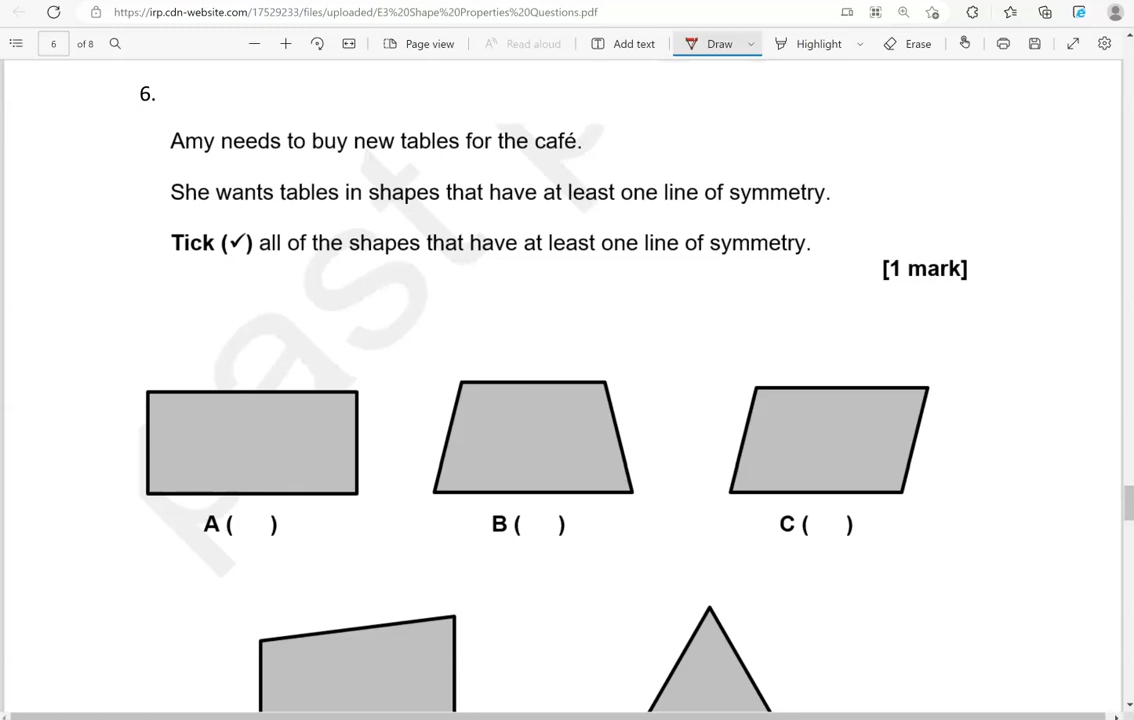 https://irp.cdn-website.com/17529233/files/uploaded/E3%20Shape%20Properties%20Questions.pdf
6 of 8 Page view Read aloud Add text Draw Highlight Erase
6.
Amy needs to buy new tables for the café.
She wants tables in shapes that have at least one line of symmetry.
Tick (✓) all of the shapes that have at least one line of symmetry.
[1 mark]
A ( ) B ( ) C ( )
past